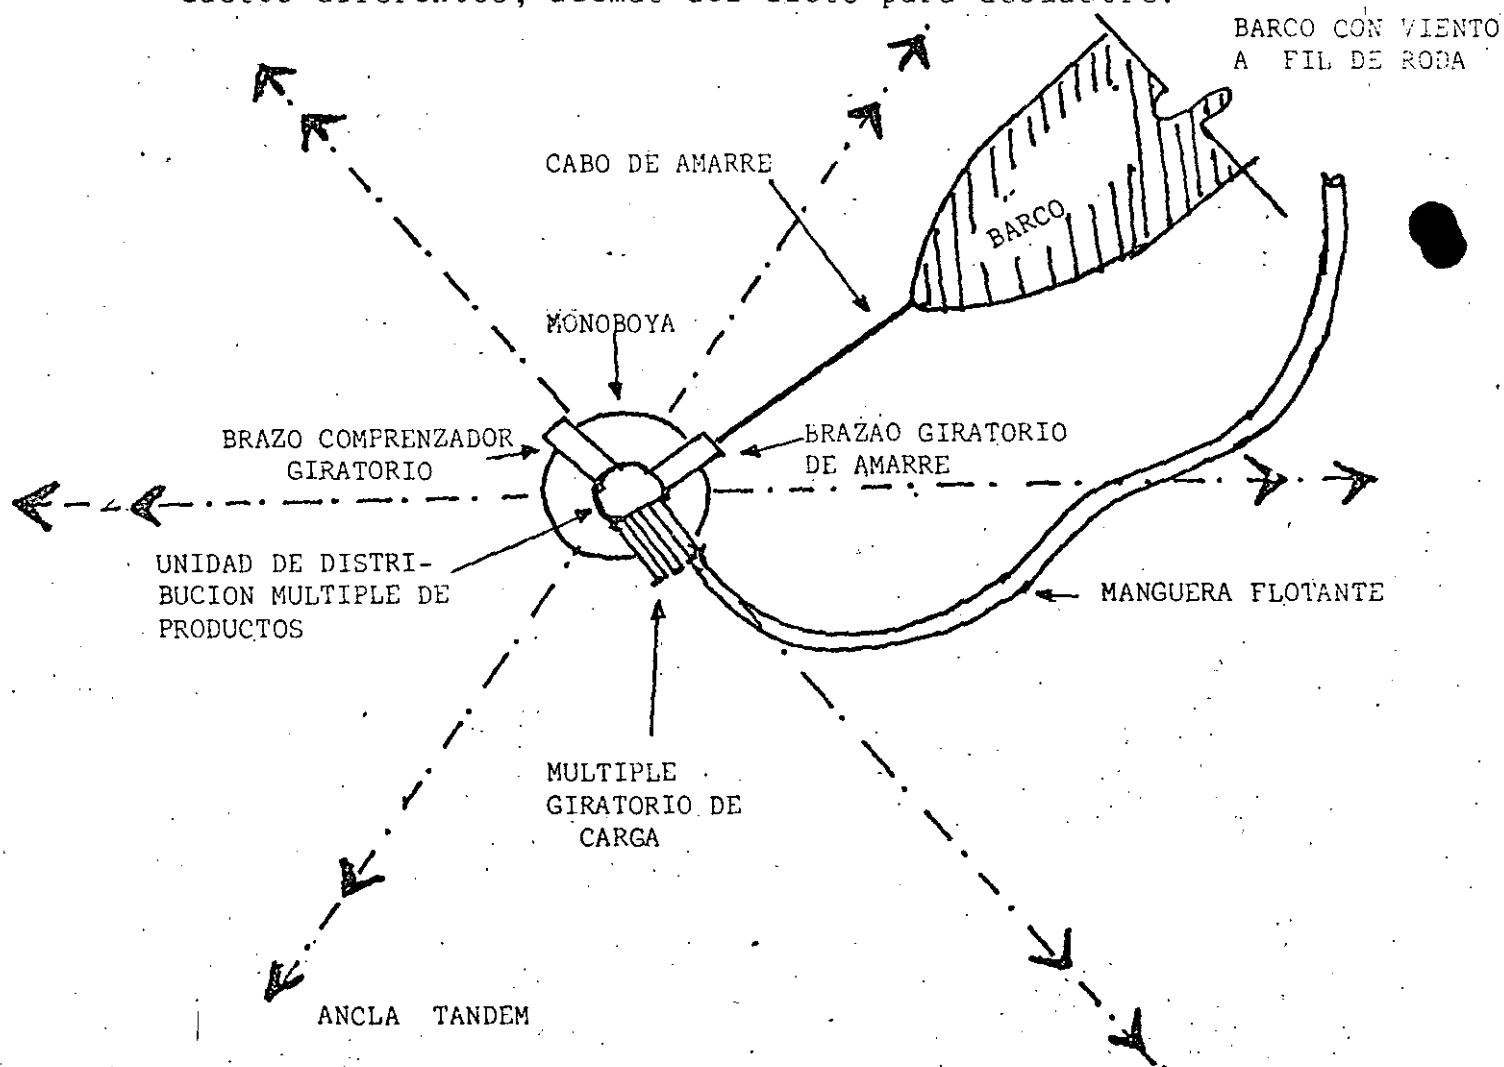 BARCO CON VIENTO
A FIL DE RODA
CABO DE AMARRE
BARCO
MONOBOYA
BRAZO COMPRENZADOR
GIRATORIO
BRAZAO GIRATORIO
DE AMARRE
UNIDAD DE DISTRI-
BUCION MULTIPLE DE
PRODUCTOS
MANGUERA FLOTANTE
MULTIPLE
GIRATORIO DE
CARGA
ANCLA TANDEM